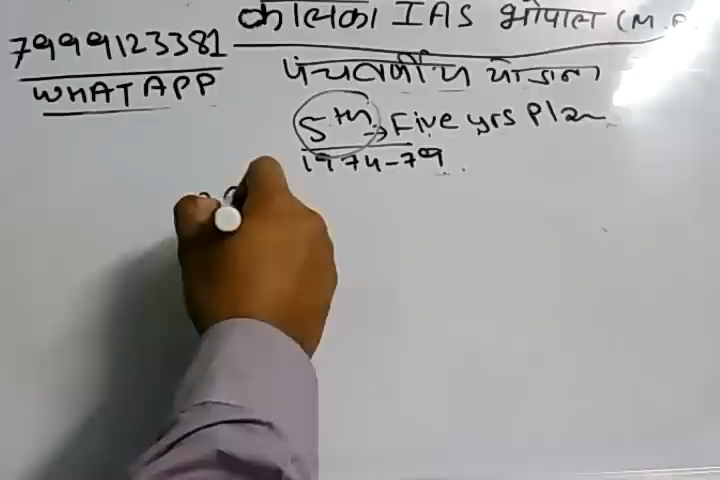 कालिका IAS भोपाल (M.P
7999123381
WHATAPP
पंचवर्षीय योजना
5th → Five yrs Plan
1974-79